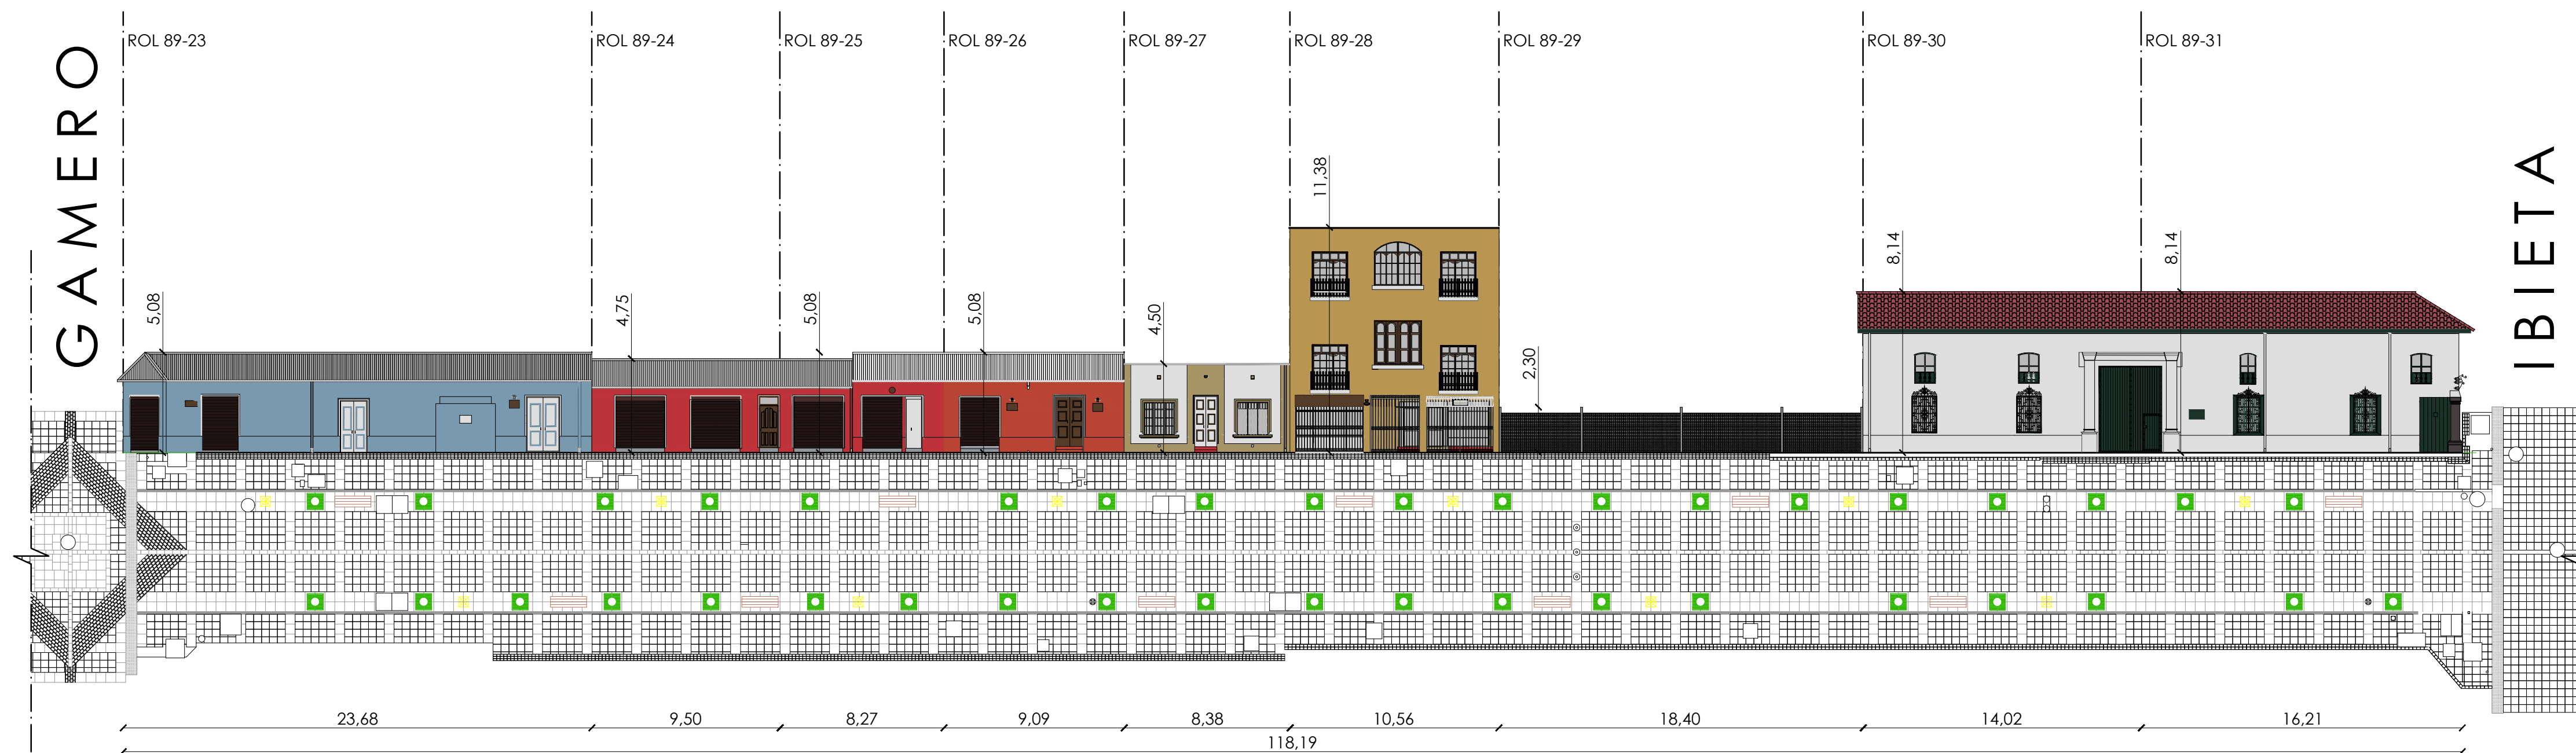 GAMERO
ROL 89-23
ROL 89-24
ROL 89-25
ROL 89-26
ROL 89-27
ROL 89-28
ROL 89-29
ROL 89-30
ROL 89-31
IBIETA
5,08
4,75
5,08
5,08
4,50
11,38
2,30
8,14
8,14
23,68
9,50
8,27
9,09
8,38
10,56
18,40
14,02
16,21
118,19